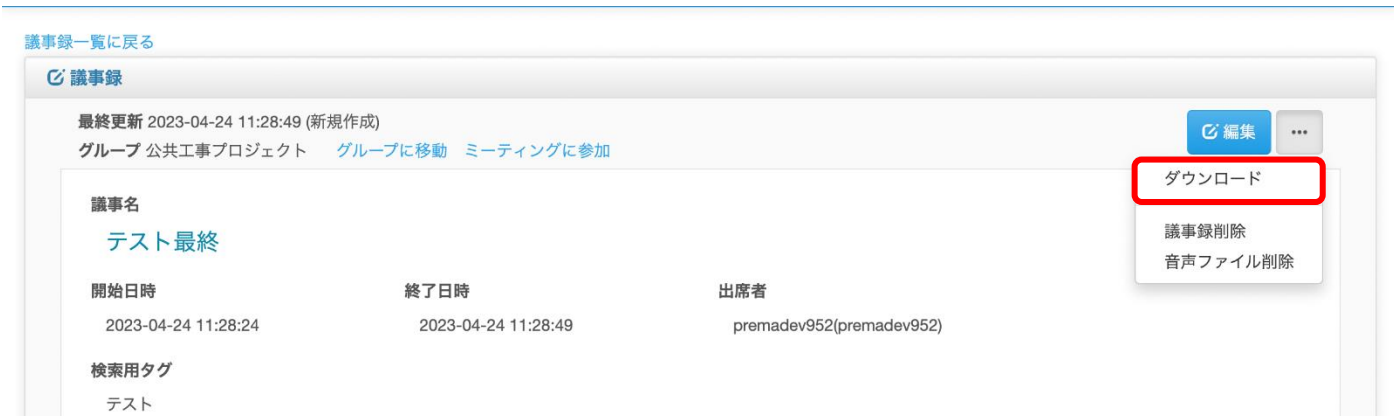 議事録一覧に戻る
議事録
最終更新 2023-04-24 11:28:49 (新規作成)
グループ 公共工事プロジェクト グループに移動 ミーティングに参加
編集 ...
ダウンロード
議事録削除
音声ファイル削除
議事名
テスト最終
開始日時 終了日時 出席者
2023-04-24 11:28:24 2023-04-24 11:28:49 premadev952(premadev952)
検索用タグ
テスト